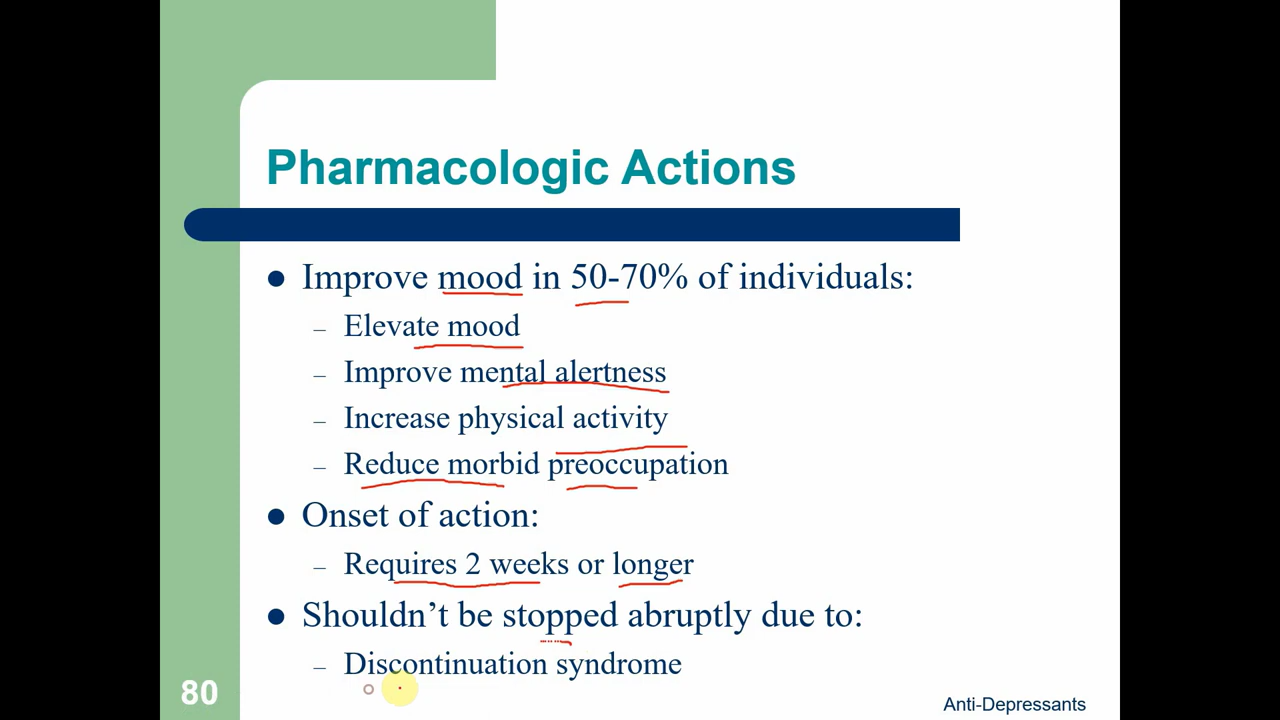 Pharmacologic Actions
Improve mood in 50-70% of individuals:
– Elevate mood
– Improve mental alertness
– Increase physical activity
– Reduce morbid preoccupation
Onset of action:
– Requires 2 weeks or longer
Shouldn’t be stopped abruptly due to:
– Discontinuation syndrome
80
Anti-Depressants